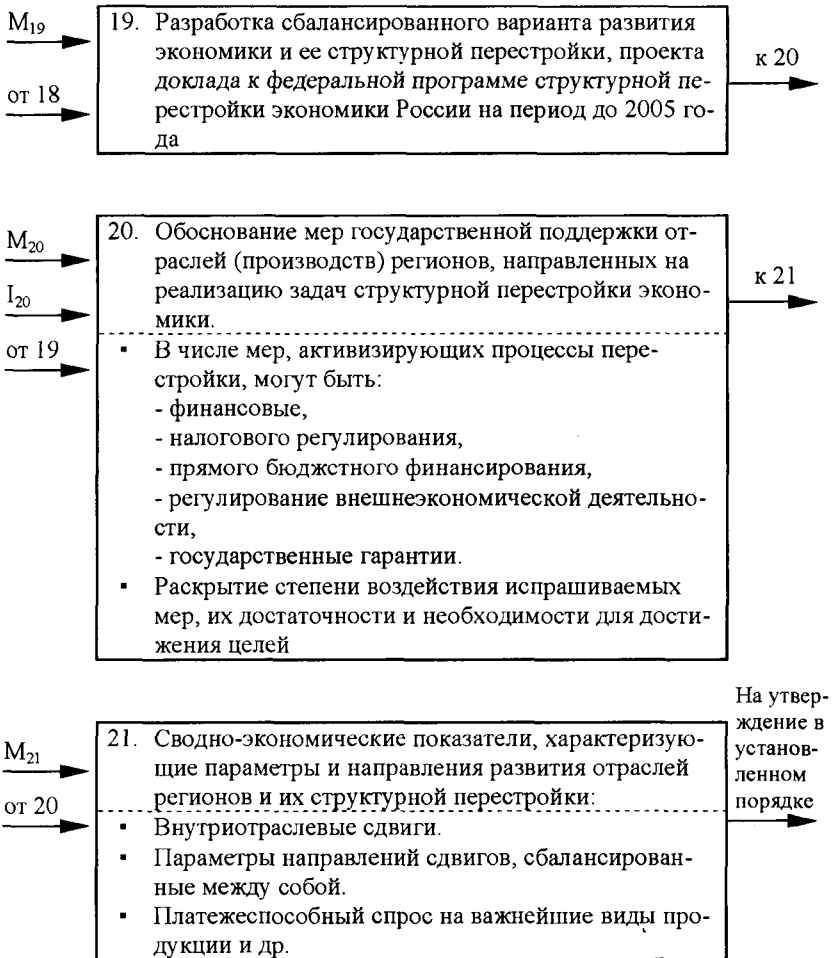 M19
от 18
19. Разработка сбалансированного варианта развития
экономики и ее структурной перестройки, проекта
доклада к федеральной программе структурной пе-
рестройки экономики России на период до 2005 го-
да
к 20
M20
I20
от 19
20. Обоснование мер государственной поддержки от-
раслей (производств) регионов, направленных на
реализацию задач структурной перестройки эконо-
мики.
▪ В числе мер, активизирующих процессы пере-
стройки, могут быть:
- финансовые,
- налогового регулирования,
- прямого бюджстного финансирования,
- регулирование внешнеэкономической деятельно-
сти,
- государственные гарантии.
▪ Раскрытие степени воздействия испрашиваемых
мер, их достаточности и необходимости для дости-
жения целей
к 21
M21
от 20
21. Сводно-экономические показатели, характеризую-
щие параметры и направления развития отраслей
регионов и их структурной перестройки:
▪ Внутриотраслевые сдвиги.
▪ Параметры направлений сдвигов, сбалансирован-
ные между собой.
▪ Платежеспособный спрос на важнейшие виды про-
дукции и др.
На утвер-
ждение в
установ-
ленном
порядке